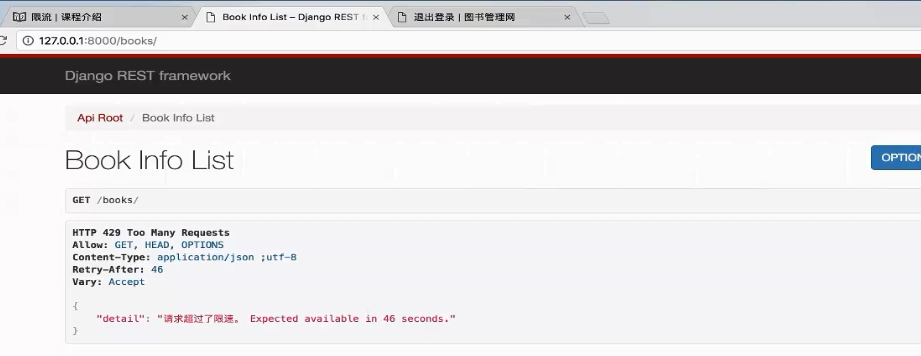 限流 | 课程介绍
Book Info List – Django REST f
退出登录 | 图书管理网
127.0.0.1:8000/books/
Django REST framework
Api Root / Book Info List
Book Info List
OPTION
GET /books/
HTTP 429 Too Many Requests
Allow: GET, HEAD, OPTIONS
Content-Type: application/json ;utf-8
Retry-After: 46
Vary: Accept
{
"detail": "请求超过了限速。 Expected available in 46 seconds."
}